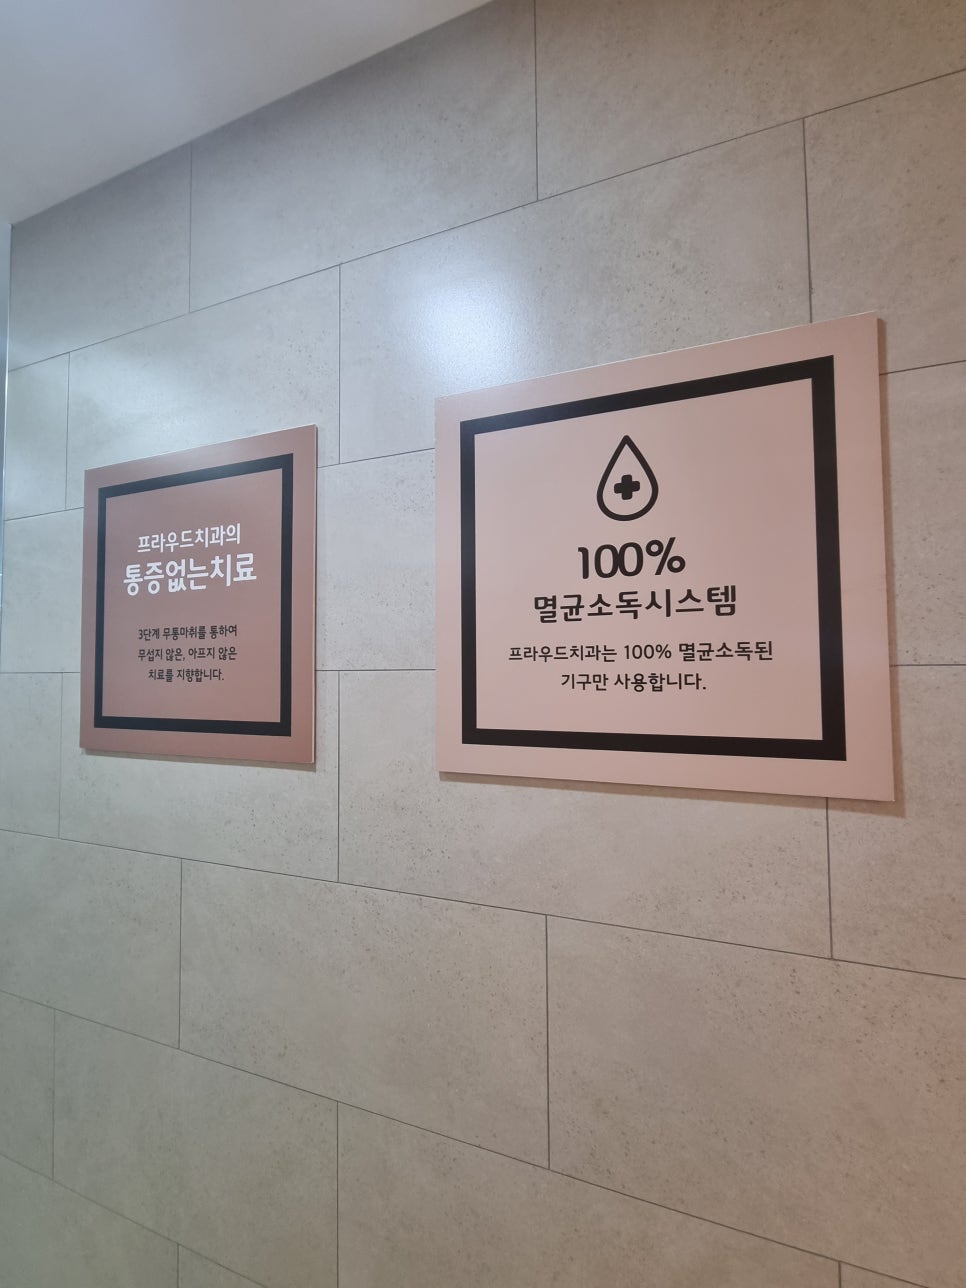 프라우드치과의
통증없는치료
3단계 무통마취를 통하여
무섭지 않은, 아프지 않은
치료를 지향합니다.
100%
멸균소독시스템
프라우드치과는 100% 멸균소독된
기구만 사용합니다.